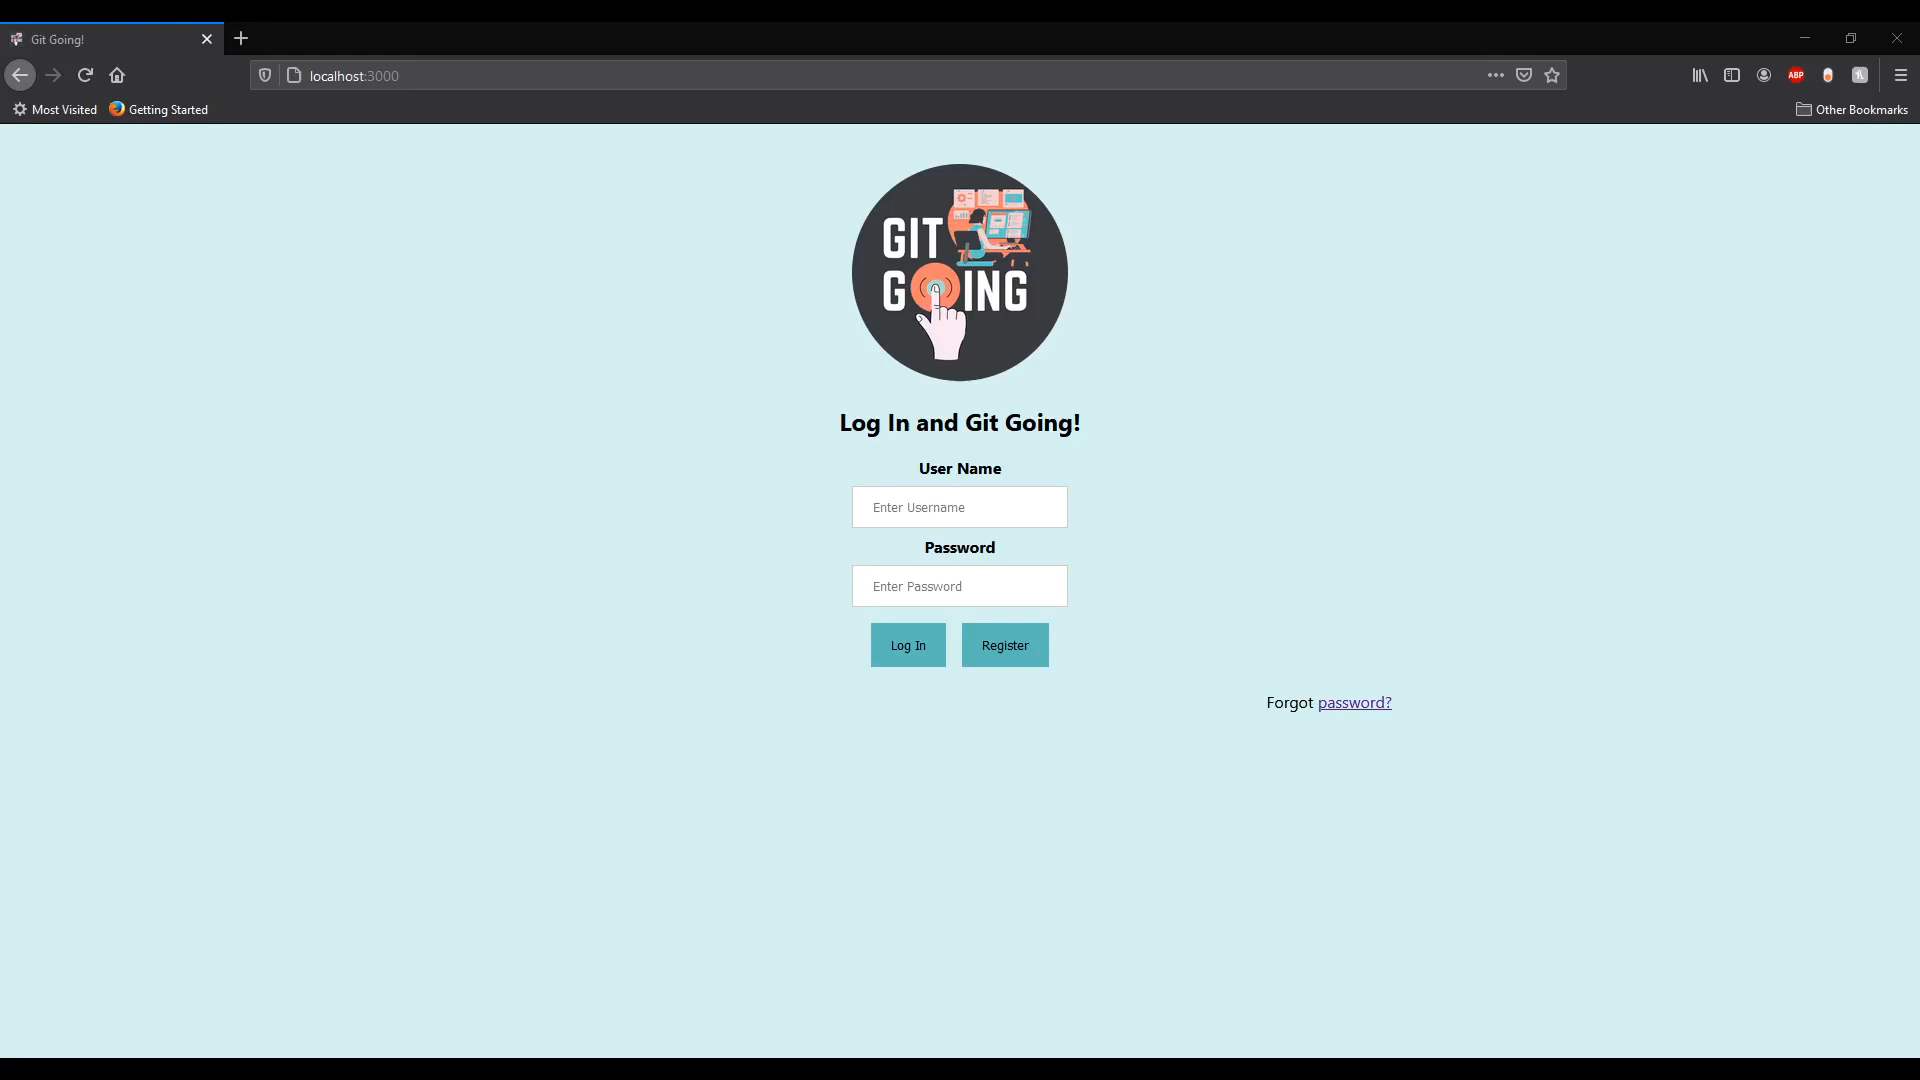 Git Going!
localhost:3000
ABP
Most Visited
Getting Started
Other Bookmarks
GIT
GOING
Log In and Git Going!
User Name
Enter Username
Password
Enter Password
Log In
Register
Forgot password?